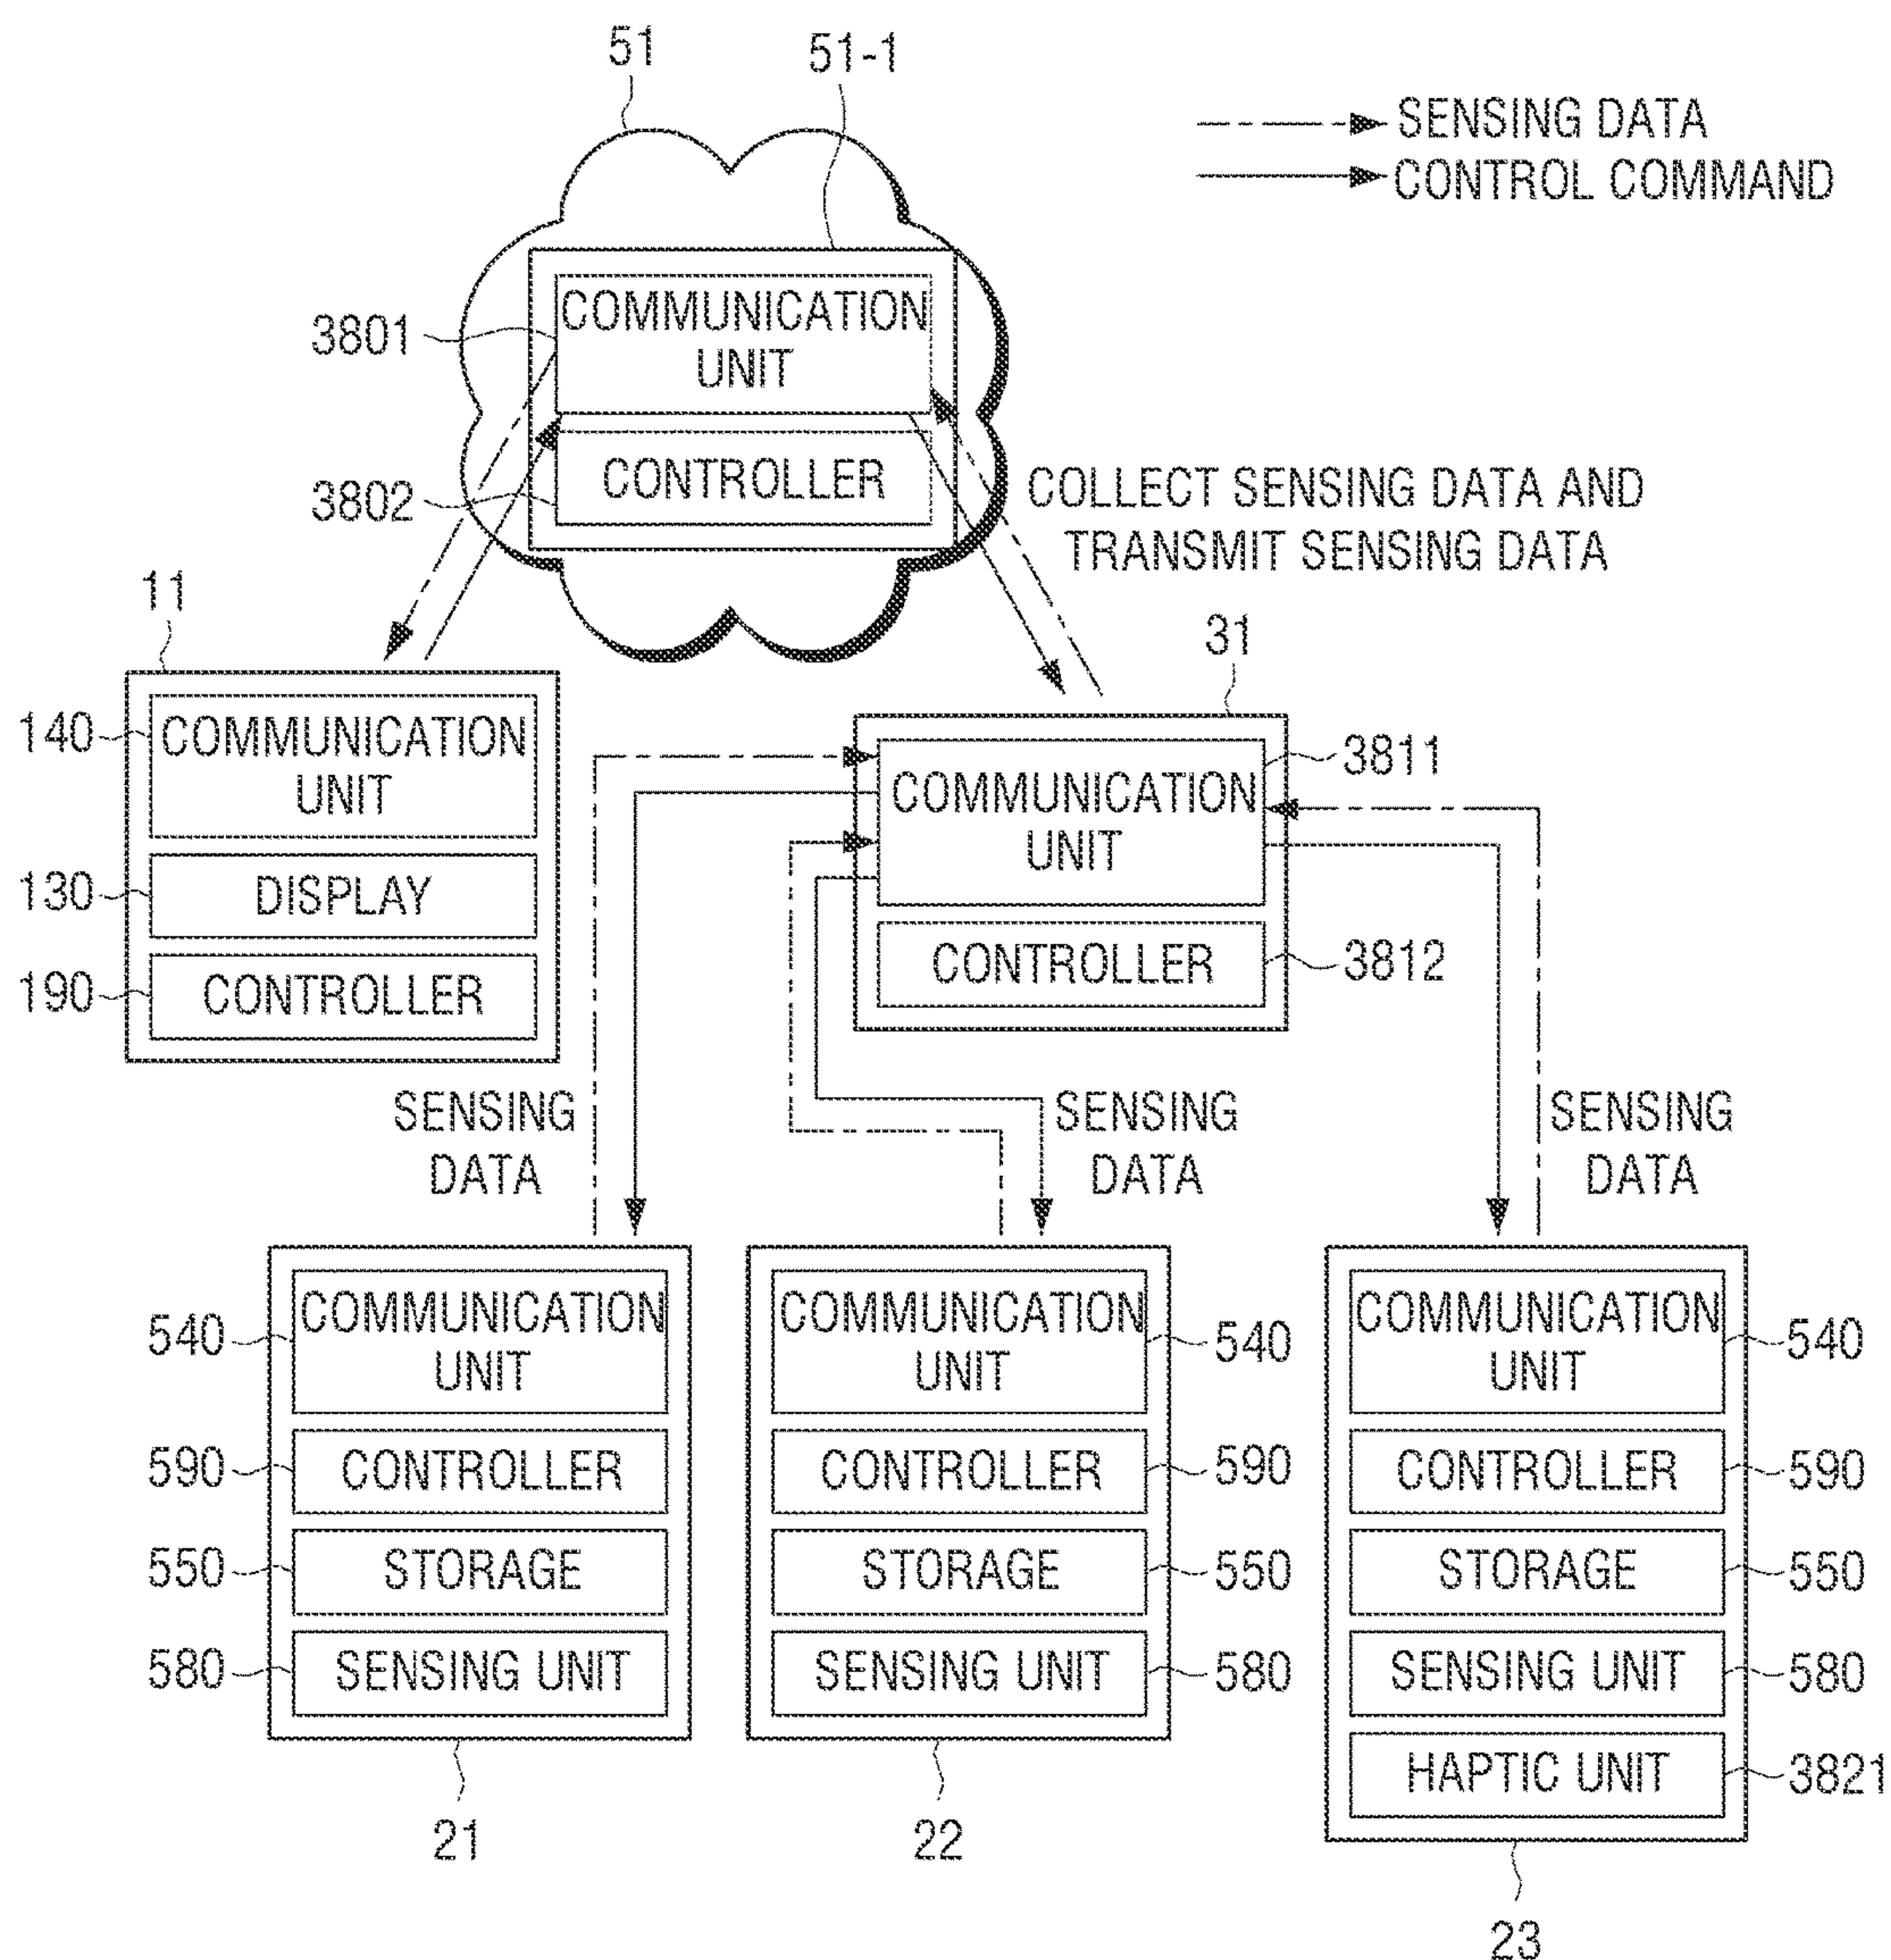 51
51-1
SENSING DATA
CONTROL COMMAND
3801
COMMUNICATION
UNIT
3802
CONTROLLER
COLLECT SENSING DATA AND
TRANSMIT SENSING DATA
11
140
COMMUNICATION
UNIT
130
DISPLAY
190
CONTROLLER
31
3811
COMMUNICATION
UNIT
CONTROLLER
3812
SENSING
DATA
SENSING
DATA
SENSING
DATA
540
COMMUNICATION
UNIT
590
CONTROLLER
550
STORAGE
580
SENSING UNIT
21
COMMUNICATION
UNIT
540
CONTROLLER
590
STORAGE
550
SENSING UNIT
580
22
COMMUNICATION
UNIT
540
CONTROLLER
590
STORAGE
550
SENSING UNIT
580
HAPTIC UNIT
3821
23